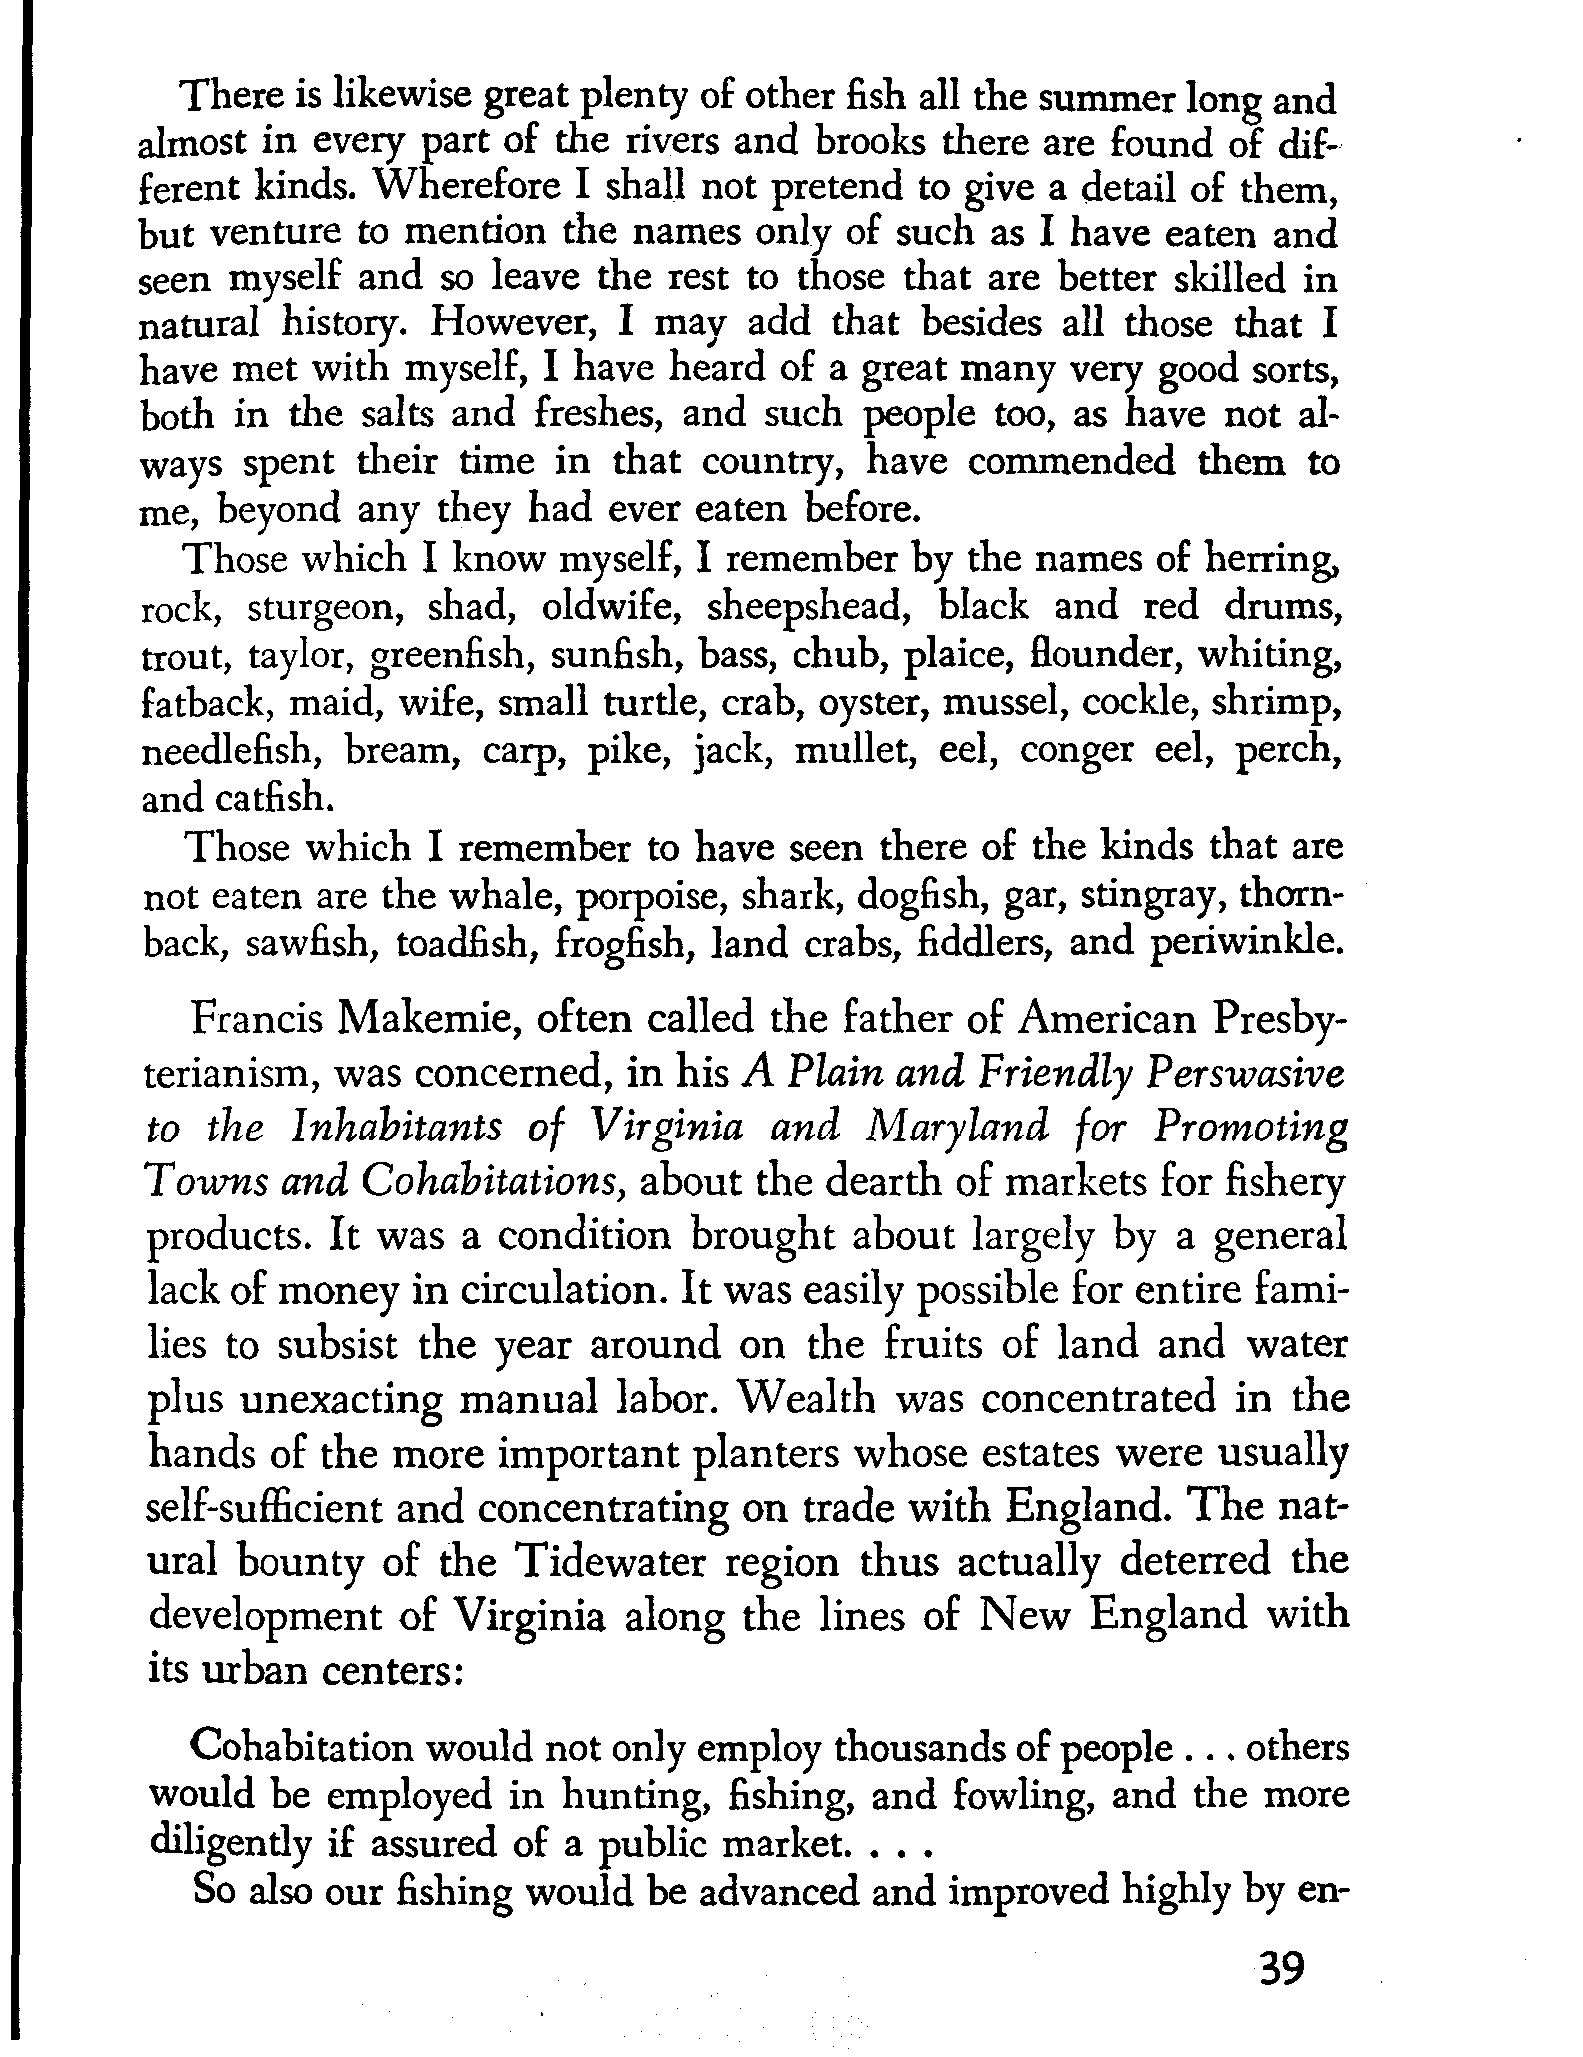 There is likewise great plenty of other fish all the summer long and
almost in every part of the rivers and brooks there are found of dif-
ferent kinds. Wherefore I shall not pretend to give a detail of them,
but venture to mention the names only of such as I have eaten and
seen myself and so leave the rest to those that are better skilled in
natural history. However, I may add that besides all those that I
have met with myself, I have heard of a great many very good sorts,
both in the salts and freshes, and such people too, as have not al-
ways spent their time in that country, have commended them to
me, beyond any they had ever eaten before.
Those which I know myself, I remember by the names of herring,
rock, sturgeon, shad, oldwife, sheepshead, black and red drums,
trout, taylor, greenfish, sunfish, bass, chub, plaice, flounder, whiting,
fatback, maid, wife, small turtle, crab, oyster, mussel, cockle, shrimp,
needlefish, bream, carp, pike, jack, mullet, eel, conger eel, perch,
and catfish.
Those which I remember to have seen there of the kinds that are
not eaten are the whale, porpoise, shark, dogfish, gar, stingray, thorn-
back, sawfish, toadfish, frogfish, land crabs, fiddlers, and periwinkle.
Francis Makemie, often called the father of American Presby-
terianism, was concerned, in his A Plain and Friendly Perswasive
to the Inhabitants of Virginia and Maryland for Promoting
Towns and Cohabitations, about the dearth of markets for fishery
products. It was a condition brought about largely by a general
lack of money in circulation. It was easily possible for entire fami-
lies to subsist the year around on the fruits of land and water
plus unexacting manual labor. Wealth was concentrated in the
hands of the more important planters whose estates were usually
self-sufficient and concentrating on trade with England. The nat-
ural bounty of the Tidewater region thus actually deterred the
development of Virginia along the lines of New England with
its urban centers:
Cohabitation would not only employ thousands of people . . . others
would be employed in hunting, fishing, and fowling, and the more
diligently if assured of a public market. . . .
So also our fishing would be advanced and improved highly by en-
39